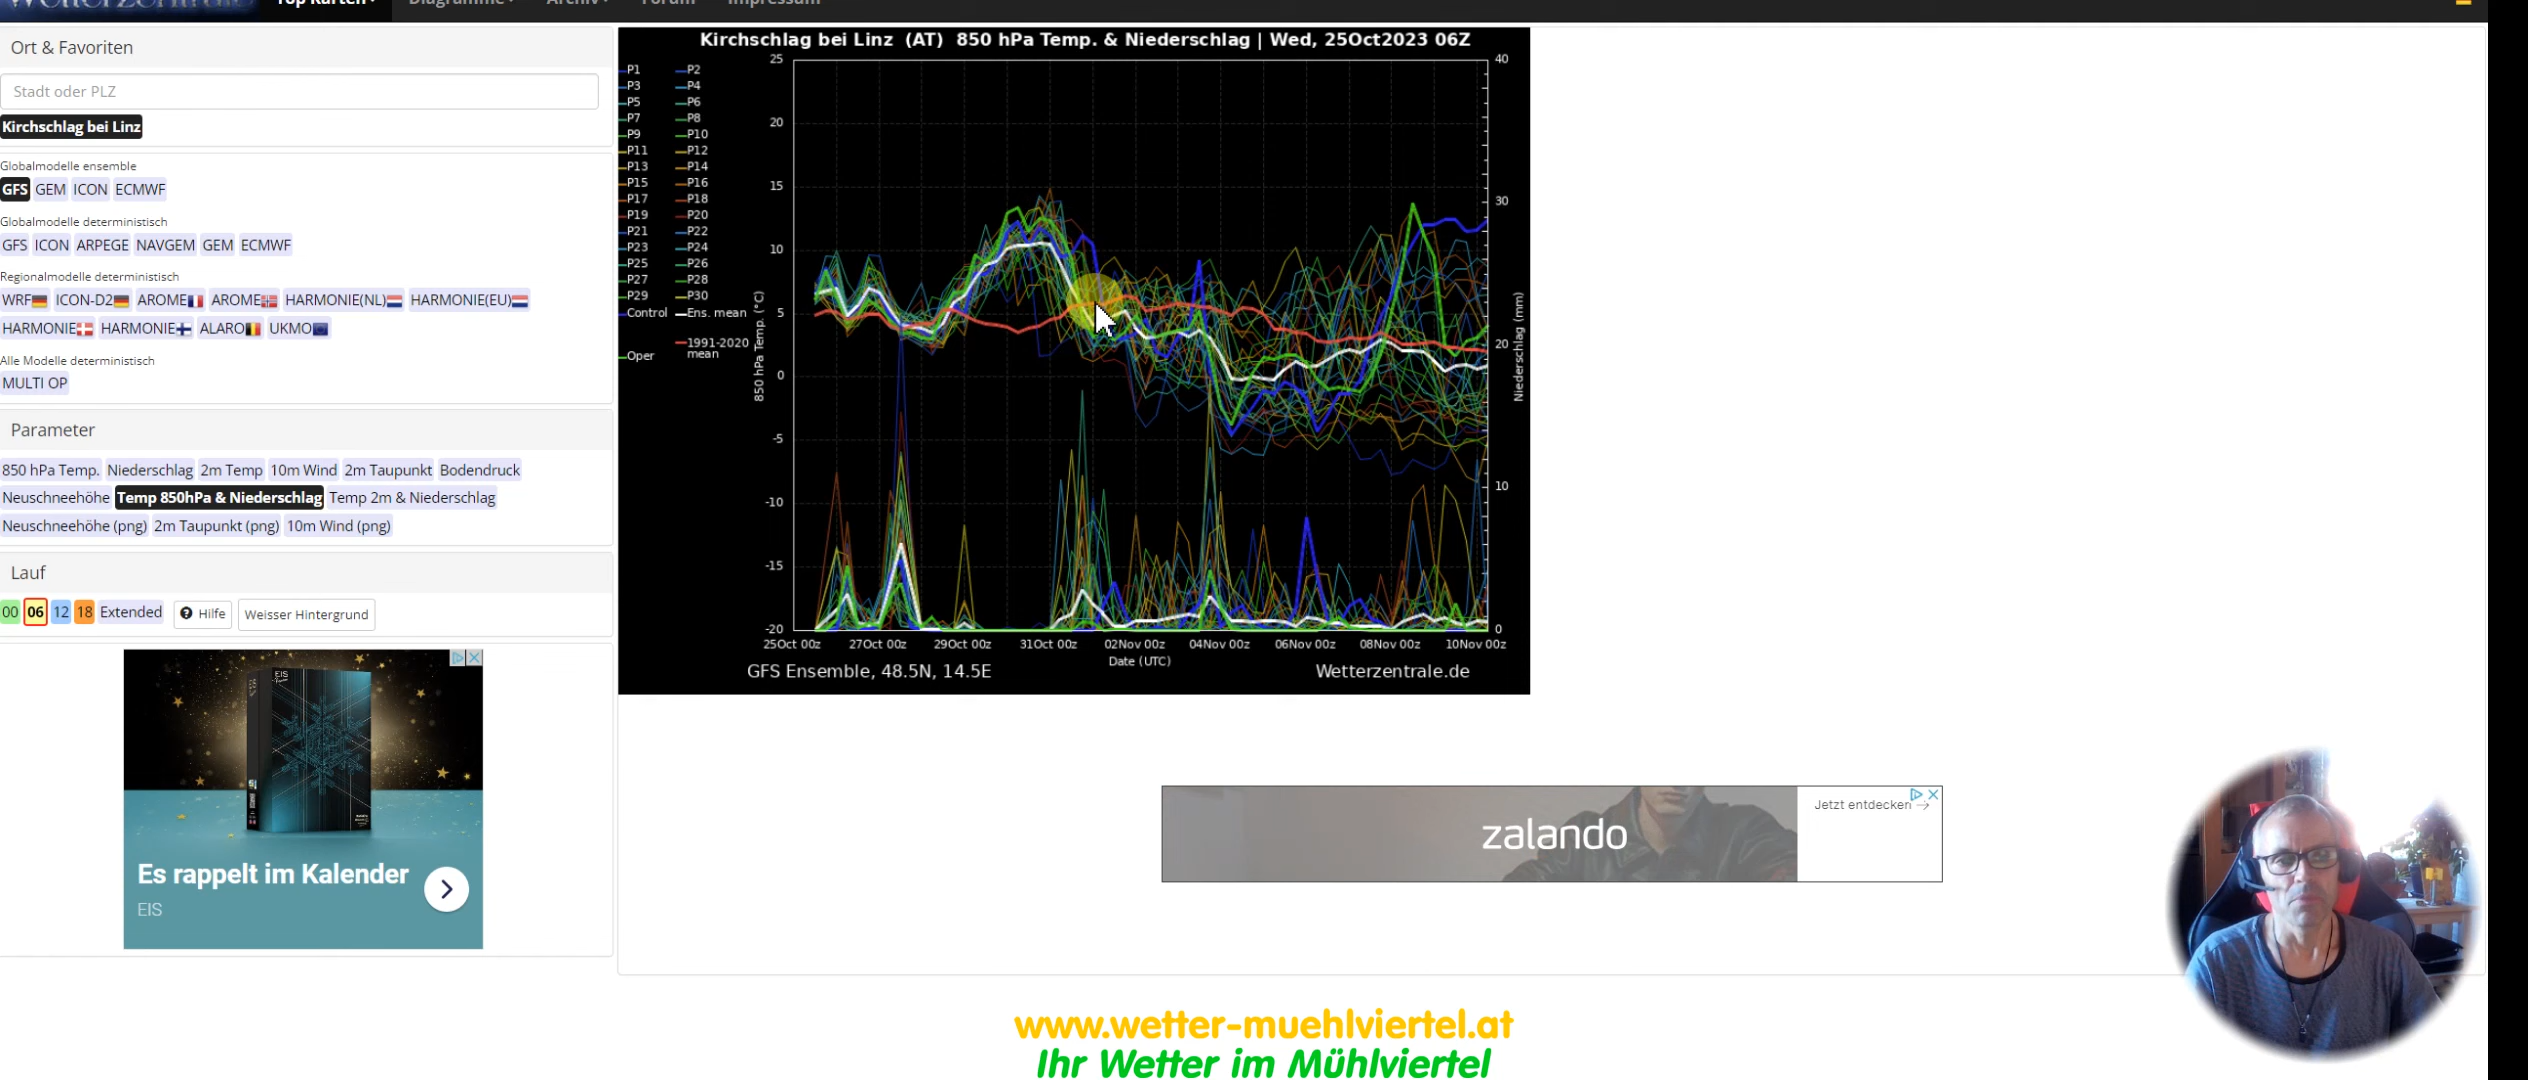 Wetterzentrale Top Karten Diagramme Archiv Forum Impressum
Ort & Favoriten
Stadt oder PLZ
Kirchschlag bei Linz
Globalmodelle ensemble
GFS GEM ICON ECMWF
Globalmodelle deterministisch
GFS ICON ARPEGE NAVGEM GEM ECMWF
Regionalmodelle deterministisch
WRF ICON-D2 AROME AROME HARMONIE(NL) HARMONIE(EU)
HARMONIE HARMONIE ALARO UKMO
Alle Modelle deterministisch
MULTI OP
Parameter
850 hPa Temp. Niederschlag 2m Temp 10m Wind 2m Taupunkt Bodendruck
Neuschneehöhe Temp 850hPa & Niederschlag Temp 2m & Niederschlag
Neuschneehöhe (png) 2m Taupunkt (png) 10m Wind (png)
Lauf
00 06 12 18 Extended Hilfe Weisser Hintergrund
EIS
Es rappelt im Kalender
EIS
Kirchschlag bei Linz (AT) 850 hPa Temp. & Niederschlag | Wed, 25Oct2023 06Z
P1 P2
P3 P4
P5 P6
P7 P8
P9 P10
P11 P12
P13 P14
P15 P16
P17 P18
P19 P20
P21 P22
P23 P24
P25 P26
P27 P28
P29 P30
Control Ens. mean
1991-2020
mean
Oper
850 hPa Temp. (°C)
25
20
15
10
5
0
-5
-10
-15
-20
40
30
20
10
0
Niederschlag (mm)
25Oct 00z 27Oct 00z 29Oct 00z 31Oct 00z 02Nov 00z 04Nov 00z 06Nov 00z 08Nov 00z 10Nov 00z
Date (UTC)
GFS Ensemble, 48.5N, 14.5E Wetterzentrale.de
zalando
Jetzt entdecken →
www.wetter-muehlviertel.at
Ihr Wetter im Mühlviertel